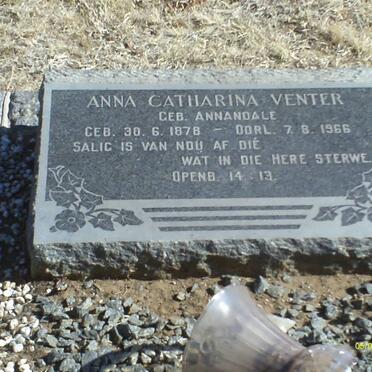 ANNA CATHARINA VENTER
GEB. ANNANDALE
GEB. 30. 6. 1878 - OORL. 7. 8. 1966
SALIG IS VAN NOU AF DIÉ
WAT IN DIE HERE STERWE.
OPENB. 14 : 13.